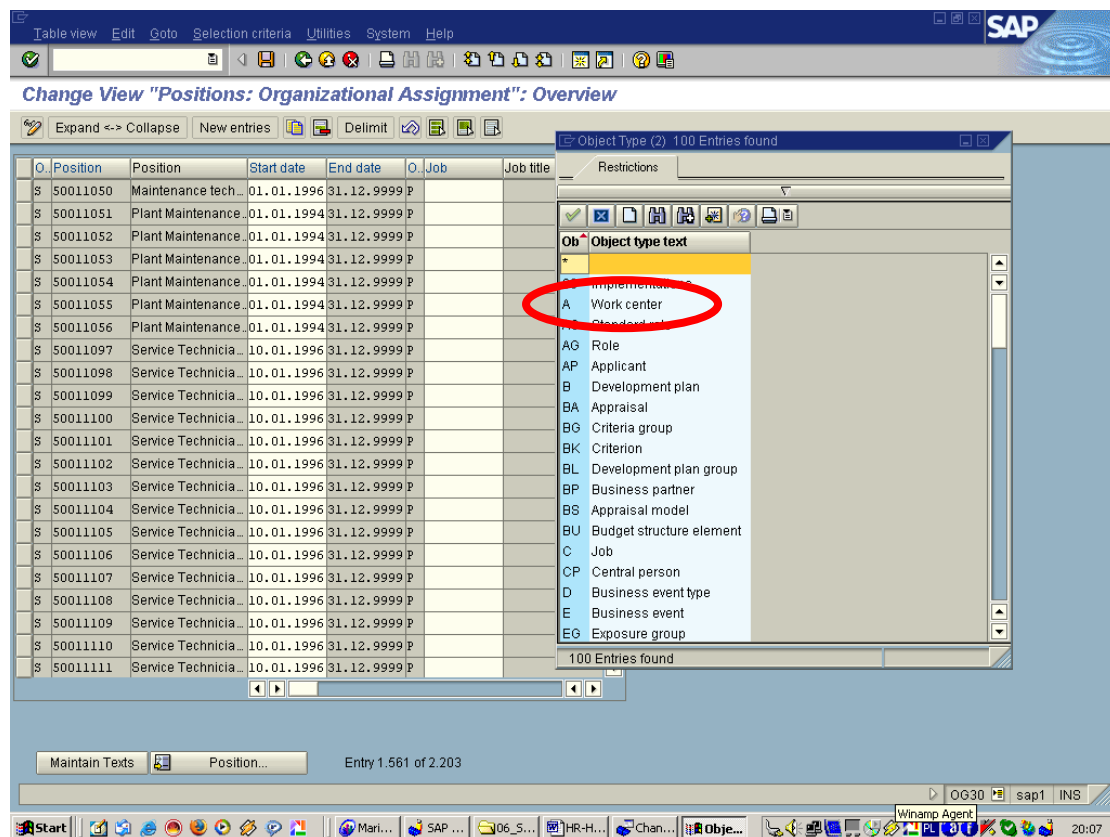 Table view Edit Goto Selection criteria Utilities System Help
SAP
Change View "Positions: Organizational Assignment": Overview
Expand <-> Collapse New entries Delimit
O.. Position Position Start date End date O.. Job Job title
S 50011050 Maintenance tech... 01.01.1996 31.12.9999 P
S 50011051 Plant Maintenance.. 01.01.1994 31.12.9999 P
S 50011052 Plant Maintenance.. 01.01.1994 31.12.9999 P
S 50011053 Plant Maintenance.. 01.01.1994 31.12.9999 P
S 50011054 Plant Maintenance.. 01.01.1994 31.12.9999 P
S 50011055 Plant Maintenance.. 01.01.1994 31.12.9999 P
S 50011056 Plant Maintenance.. 01.01.1994 31.12.9999 P
S 50011097 Service Technicia... 10.01.1996 31.12.9999 P
S 50011098 Service Technicia... 10.01.1996 31.12.9999 P
S 50011099 Service Technicia... 10.01.1996 31.12.9999 P
S 50011100 Service Technicia... 10.01.1996 31.12.9999 P
S 50011101 Service Technicia... 10.01.1996 31.12.9999 P
S 50011102 Service Technicia... 10.01.1996 31.12.9999 P
S 50011103 Service Technicia... 10.01.1996 31.12.9999 P
S 50011104 Service Technicia... 10.01.1996 31.12.9999 P
S 50011105 Service Technicia... 10.01.1996 31.12.9999 P
S 50011106 Service Technicia... 10.01.1996 31.12.9999 P
S 50011107 Service Technicia... 10.01.1996 31.12.9999 P
S 50011108 Service Technicia... 10.01.1996 31.12.9999 P
S 50011109 Service Technicia... 10.01.1996 31.12.9999 P
S 50011110 Service Technicia... 10.01.1996 31.12.9999 P
S 50011111 Service Technicia... 10.01.1996 31.12.9999 P
Object Type (2) 100 Entries found
Restrictions
Ob Object type text
*
Implementations
A Work center
Standard role
AG Role
AP Applicant
B Development plan
BA Appraisal
BG Criteria group
BK Criterion
BL Development plan group
BP Business partner
BS Appraisal model
BU Budget structure element
C Job
CP Central person
D Business event type
E Business event
EG Exposure group
100 Entries found
Maintain Texts Position... Entry 1.561 of 2.203
OG30 sap1 INS
Winamp Agent
Start Mari... SAP ... 06_S... HR-H... Chan... Obje... PL 20:07